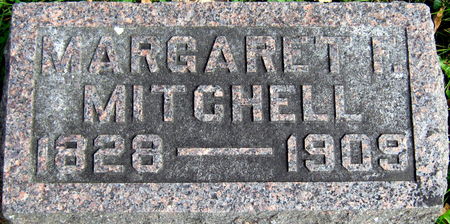 MARGARET
MITCHELL
1828 — 1909